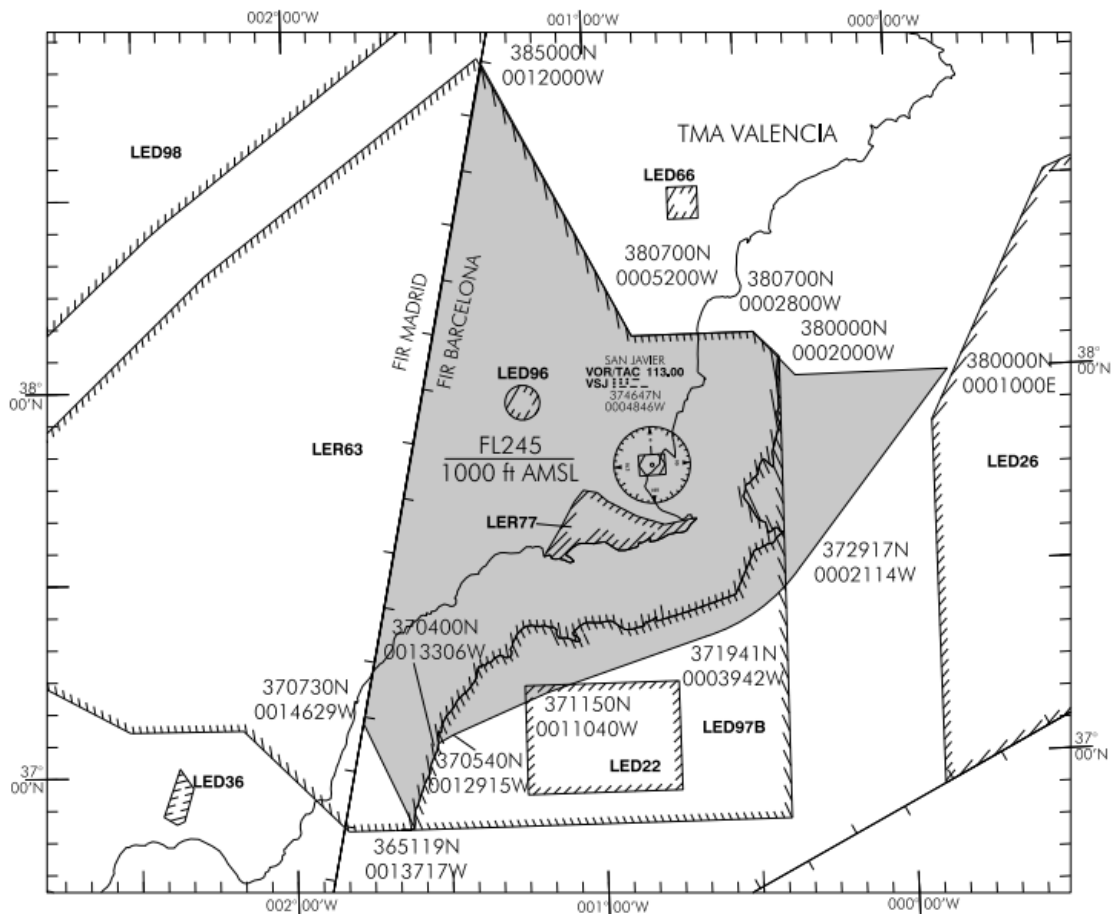 002°00'W
001°00'W
000°00'W
385000N
0012000W
TMA VALENCIA
LED98
LED66
380700N
0005200W
380700N
0002800W
380000N
0002000W
380000N
0001000E
FIR MADRID
FIR BARCELONA
SAN JAVIER
VOR/TAC 113.00
VSJ
374647N
0004846W
LED96
38°
00'N
38°
00'N
LER63
FL245
1000 ft AMSL
LED26
LER77
372917N
0002114W
370400N
0013306W
371941N
0003942W
370730N
0014629W
371150N
0011040W
LED97B
370540N
0012915W
LED22
37°
00'N
37°
00'N
LED36
365119N
0013717W
002°00'W
001°00'W
000°00'W